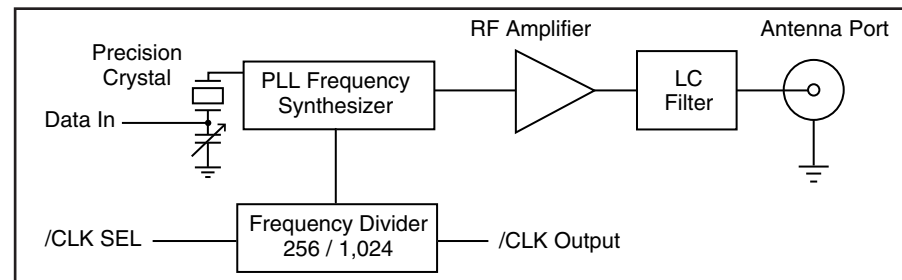 RF Amplifier
Antenna Port
Precision
Crystal
PLL Frequency
Synthesizer
LC
Filter
Data In
/CLK SEL
Frequency Divider
256 / 1,024
/CLK Output